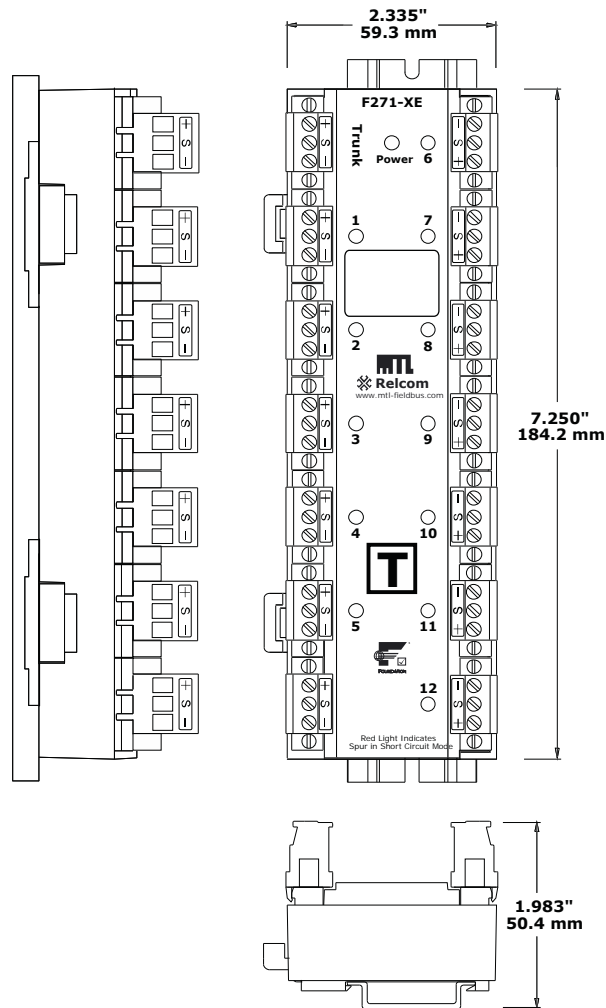 2.335"
59.3 mm
F271-XE
Trunk
Power 6
1 7
2 8
MTL
Relcom
www.mtl-fieldbus.com
3 9
4 10
T
5 11
FOUNDATION
12
Red Light Indicates
Spur in Short Circuit Mode
+ S -
+ S -
+ S -
+ S -
+ S -
+ S -
+ S -
+ S -
+ S -
+ S -
+ S -
+ S -
+ S -
+ S -
- S +
- S +
- S +
- S +
- S +
- S +
- S +
7.250"
184.2 mm
1.983"
50.4 mm